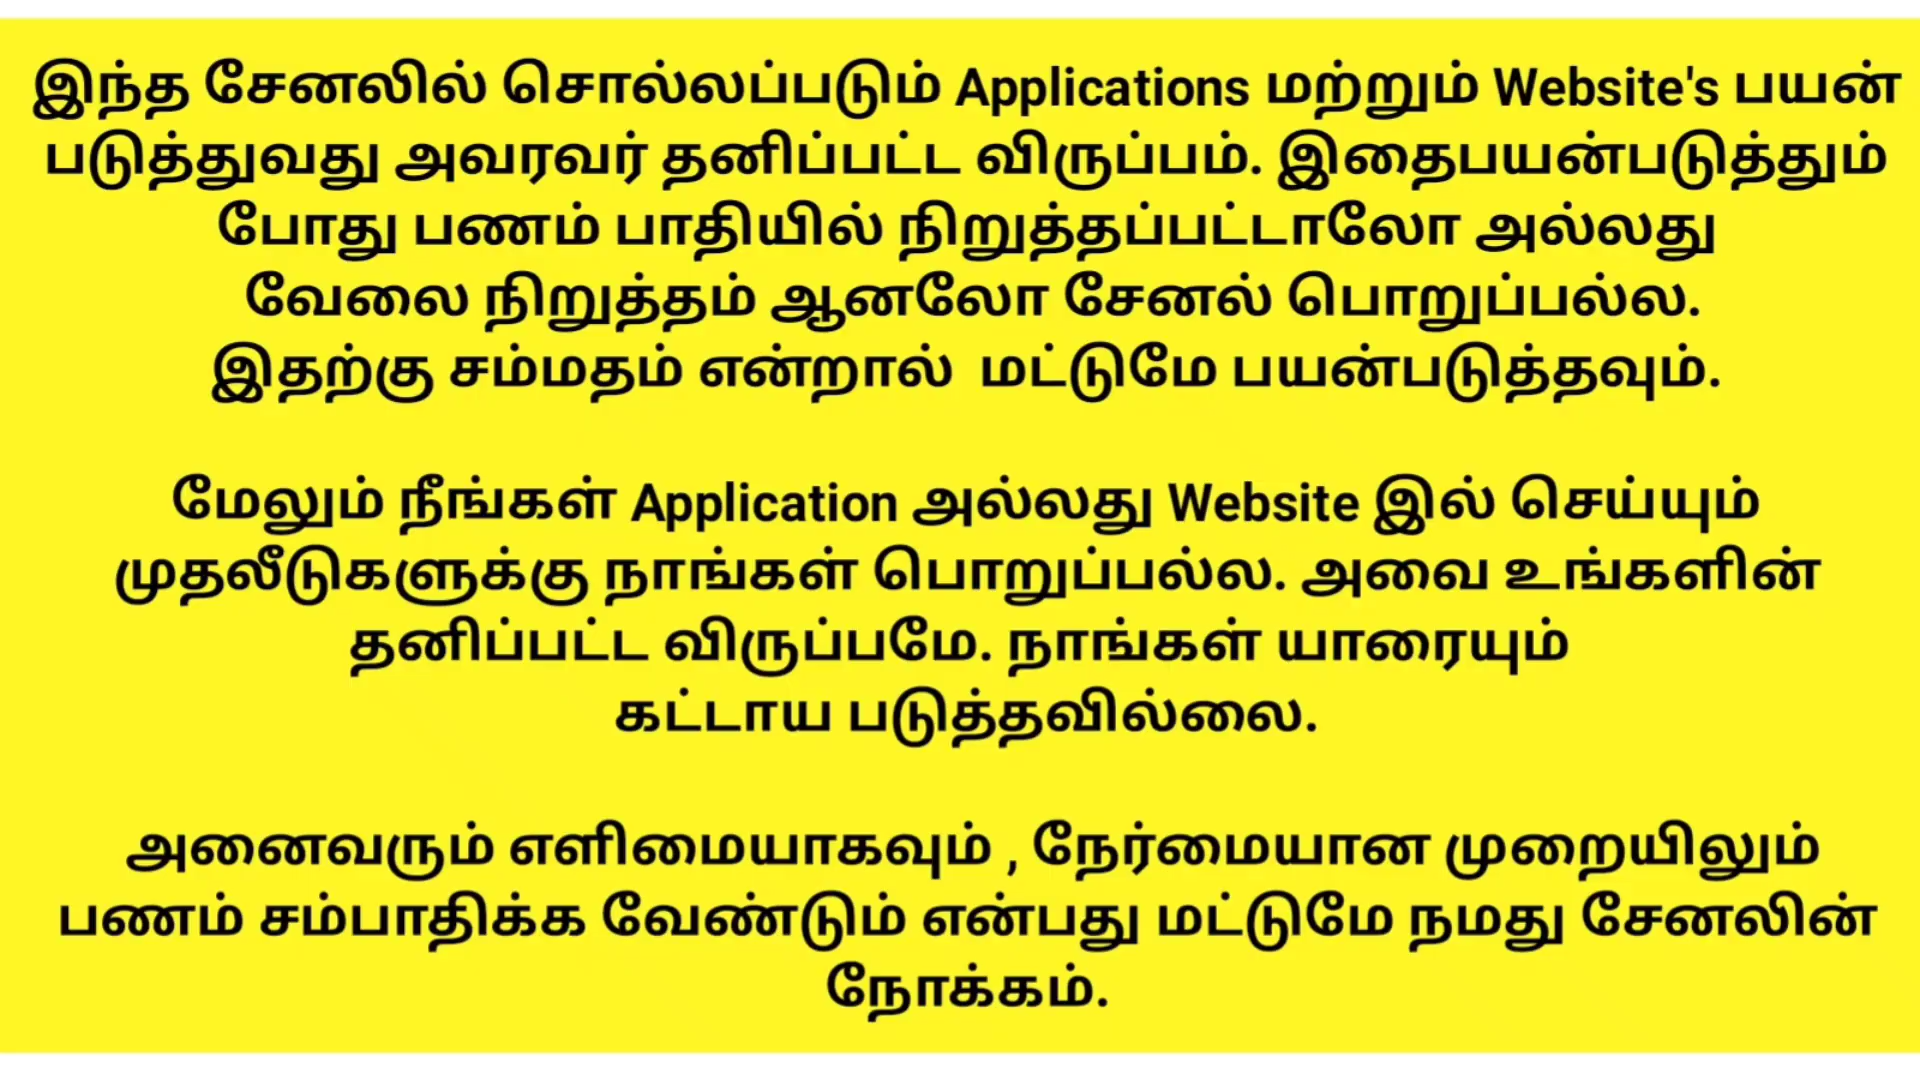 இந்த சேனலில் சொல்லப்படும் Applications மற்றும் Website's பயன்
படுத்துவது அவரவர் தனிப்பட்ட விருப்பம். இதைபயன்படுத்தும்
போது பணம் பாதியில் நிறுத்தப்பட்டாலோ அல்லது
வேலை நிறுத்தம் ஆனலோ சேனல் பொறுப்பல்ல.
இதற்கு சம்மதம் என்றால் மட்டுமே பயன்படுத்தவும்.
மேலும் நீங்கள் Application அல்லது Website இல் செய்யும்
முதலீடுகளுக்கு நாங்கள் பொறுப்பல்ல. அவை உங்களின்
தனிப்பட்ட விருப்பமே. நாங்கள் யாரையும்
கட்டாய படுத்தவில்லை.
அனைவரும் எளிமையாகவும் , நேர்மையான முறையிலும்
பணம் சம்பாதிக்க வேண்டும் என்பது மட்டுமே நமது சேனலின்
நோக்கம்.